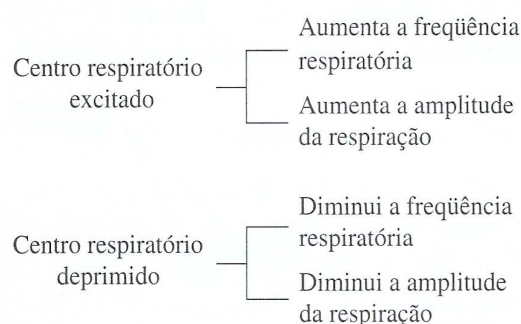 Centro respiratório
excitado
Aumenta a freqüência
respiratória
Aumenta a amplitude
da respiração
Centro respiratório
deprimido
Diminui a freqüência
respiratória
Diminui a amplitude
da respiração